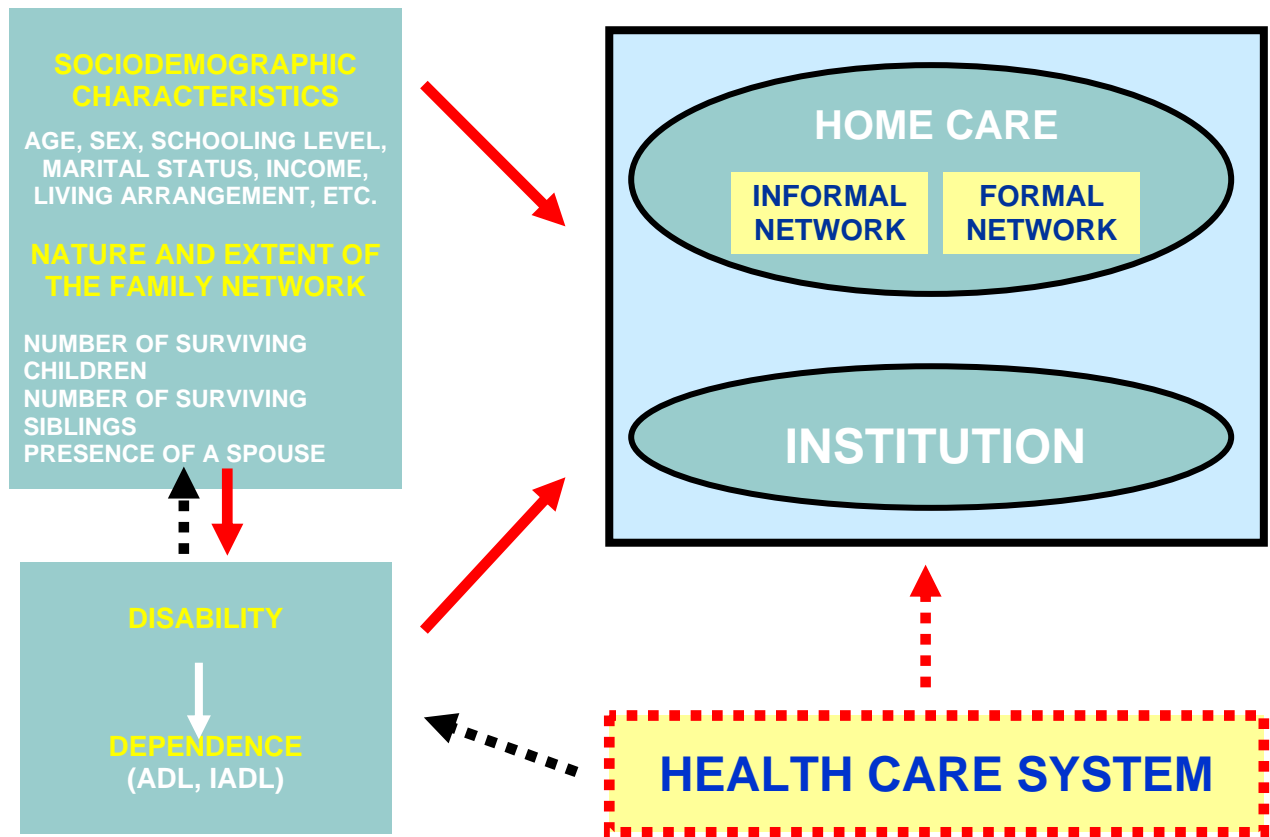 SOCIODEMOGRAPHIC
CHARACTERISTICS
AGE, SEX, SCHOOLING LEVEL,
MARITAL STATUS, INCOME,
LIVING ARRANGEMENT, ETC.
NATURE AND EXTENT OF
THE FAMILY NETWORK
NUMBER OF SURVIVING
CHILDREN
NUMBER OF SURVIVING
SIBLINGS
PRESENCE OF A SPOUSE
DISABILITY
DEPENDENCE
(ADL, IADL)
HOME CARE
INFORMAL
NETWORK
FORMAL
NETWORK
INSTITUTION
HEALTH CARE SYSTEM